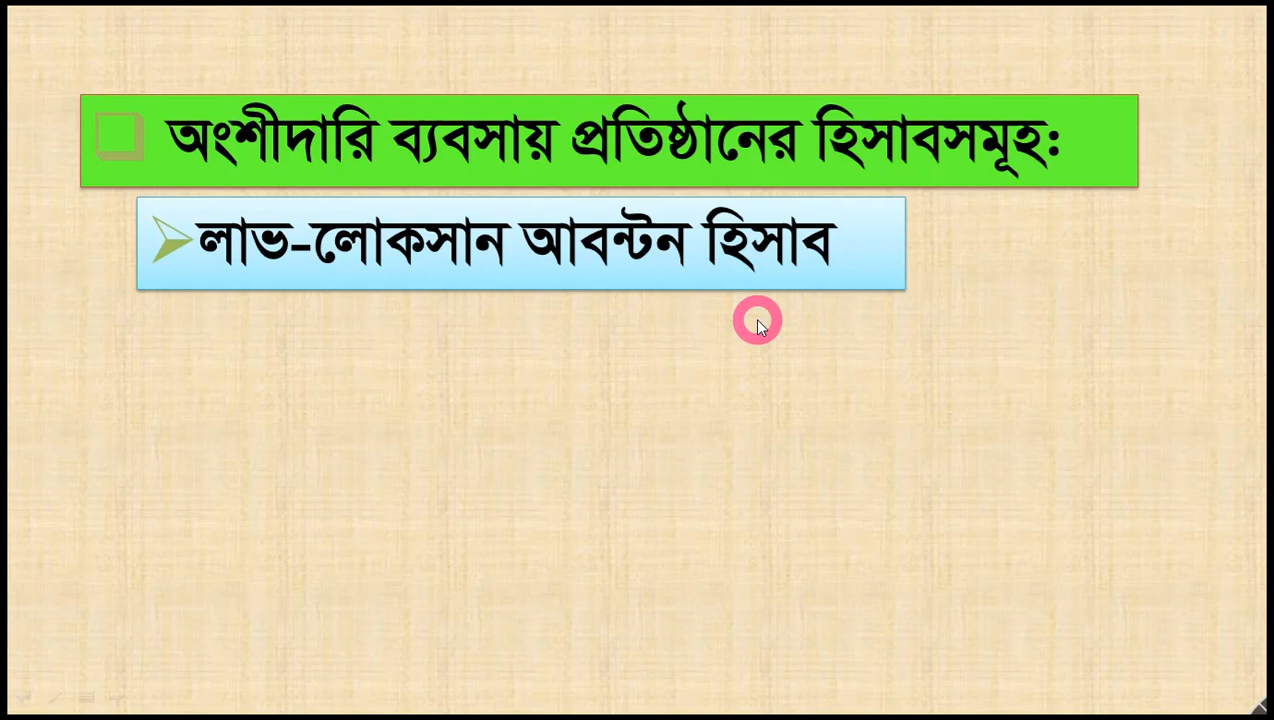 অংশীদারি ব্যবসায় প্রতিষ্ঠানের হিসাবসমূহ:
লাভ-লোকসান আবন্টন হিসাব